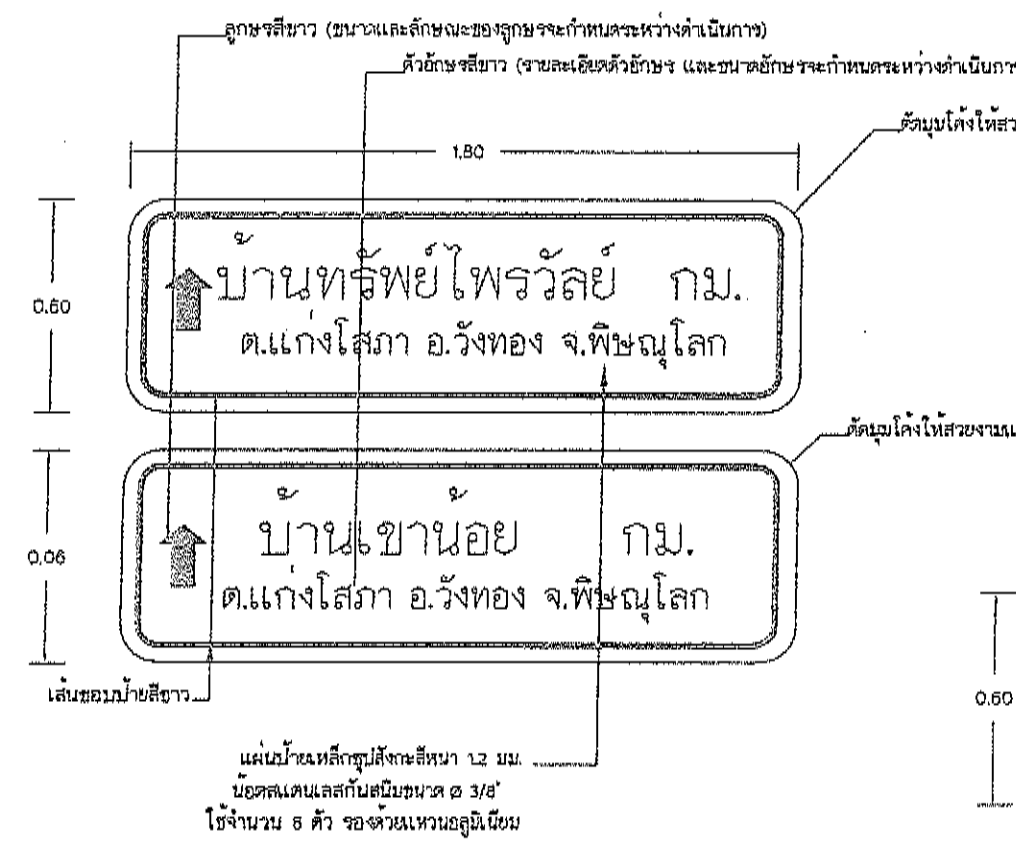 ลูกษรสีขาว (ขนาดและลักษณะของลูกษรจะกำหนดระหว่างดำเนินการ)
ตัวอักษรสีขาว (รายละเอียดตัวอักษร และขนาดอักษรจะกำหนดระหว่างดำเนินการ
ตัดมุมโค้งให้สว
1.80
0.60
บ้านทรัพย์ไพรวัลย์ กม.
ต.แก่งโสภา อ.วังทอง จ.พิษณุโลก
ตัดมุมโค้งให้สวยงามแ
0.06
บ้านเขาน้อย กม.
ต.แก่งโสภา อ.วังทอง จ.พิษณุโลก
เส้นขอบป้ายสีขาว
0.60
แผ่นป้ายเหล็กชุปสังกะสีหนา 1.2 มม.
น๊อตสแตนเลสกันสนิมขนาด ø 3/8"
ใช้จำนวน 8 ตัว รองด้วยแหวนอลูมิเนียม